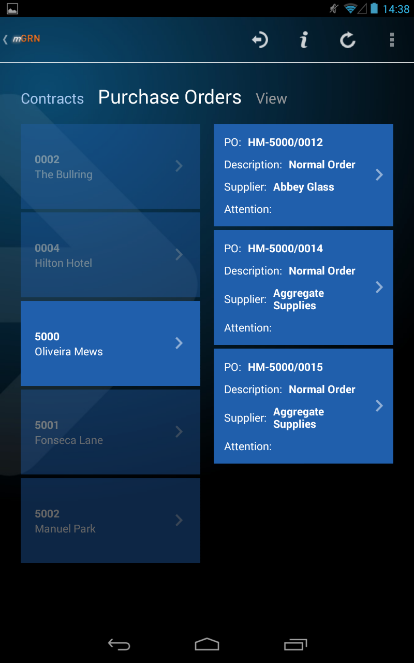 14:38
mGRN
Contracts Purchase Orders View
0002
The Bullring
0004
Hilton Hotel
5000
Oliveira Mews
5001
Fonseca Lane
5002
Manuel Park
PO: HM-5000/0012
Description: Normal Order
Supplier: Abbey Glass
Attention:
PO: HM-5000/0014
Description: Normal Order
Supplier: Aggregate
Supplies
Attention:
PO: HM-5000/0015
Description: Normal Order
Supplier: Aggregate
Supplies
Attention: